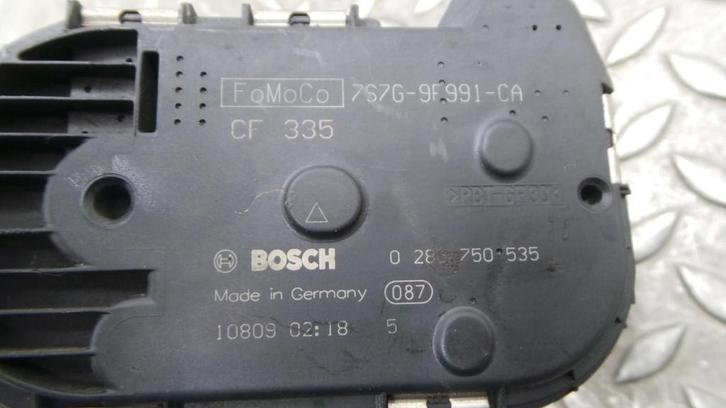 FoMoCo 7S7G-9F991-CA
CF 335
>PBT-GF30<
BOSCH 0 280 750 535
Made in Germany 087
10809 02:18 5